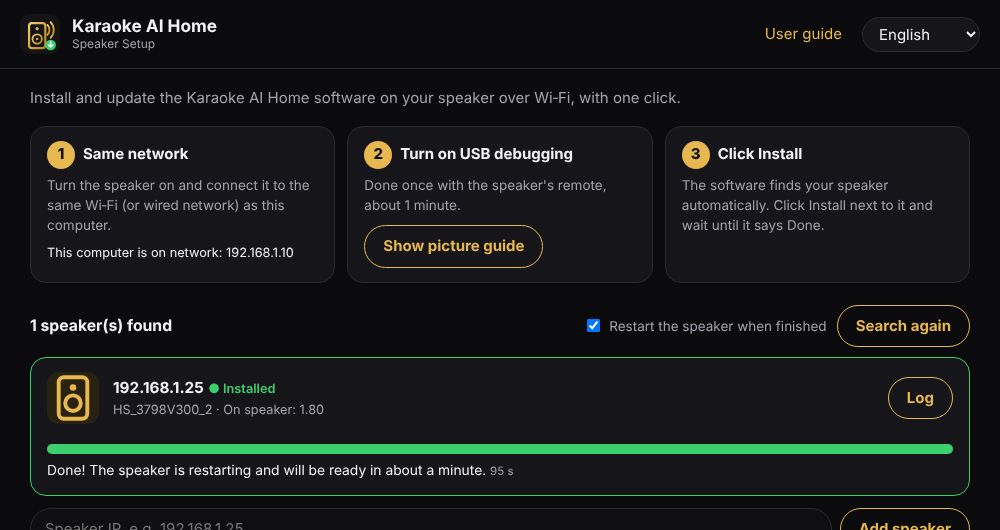 Karaoke AI Home
Speaker Setup
User guide
English
Install and update the Karaoke AI Home software on your speaker over Wi-Fi, with one click.
1 Same network
Turn the speaker on and connect it to the
same Wi-Fi (or wired network) as this
computer.
This computer is on network: 192.168.1.10
2 Turn on USB debugging
Done once with the speaker's remote,
about 1 minute.
Show picture guide
3 Click Install
The software finds your speaker
automatically. Click Install next to it and
wait until it says Done.
1 speaker(s) found
Restart the speaker when finished
Search again
192.168.1.25 Installed
HS_3798V300_2 · On speaker: 1.80
Log
Done! The speaker is restarting and will be ready in about a minute. 95 s
Speaker IP, e.g. 192.168.1.25
Add speaker